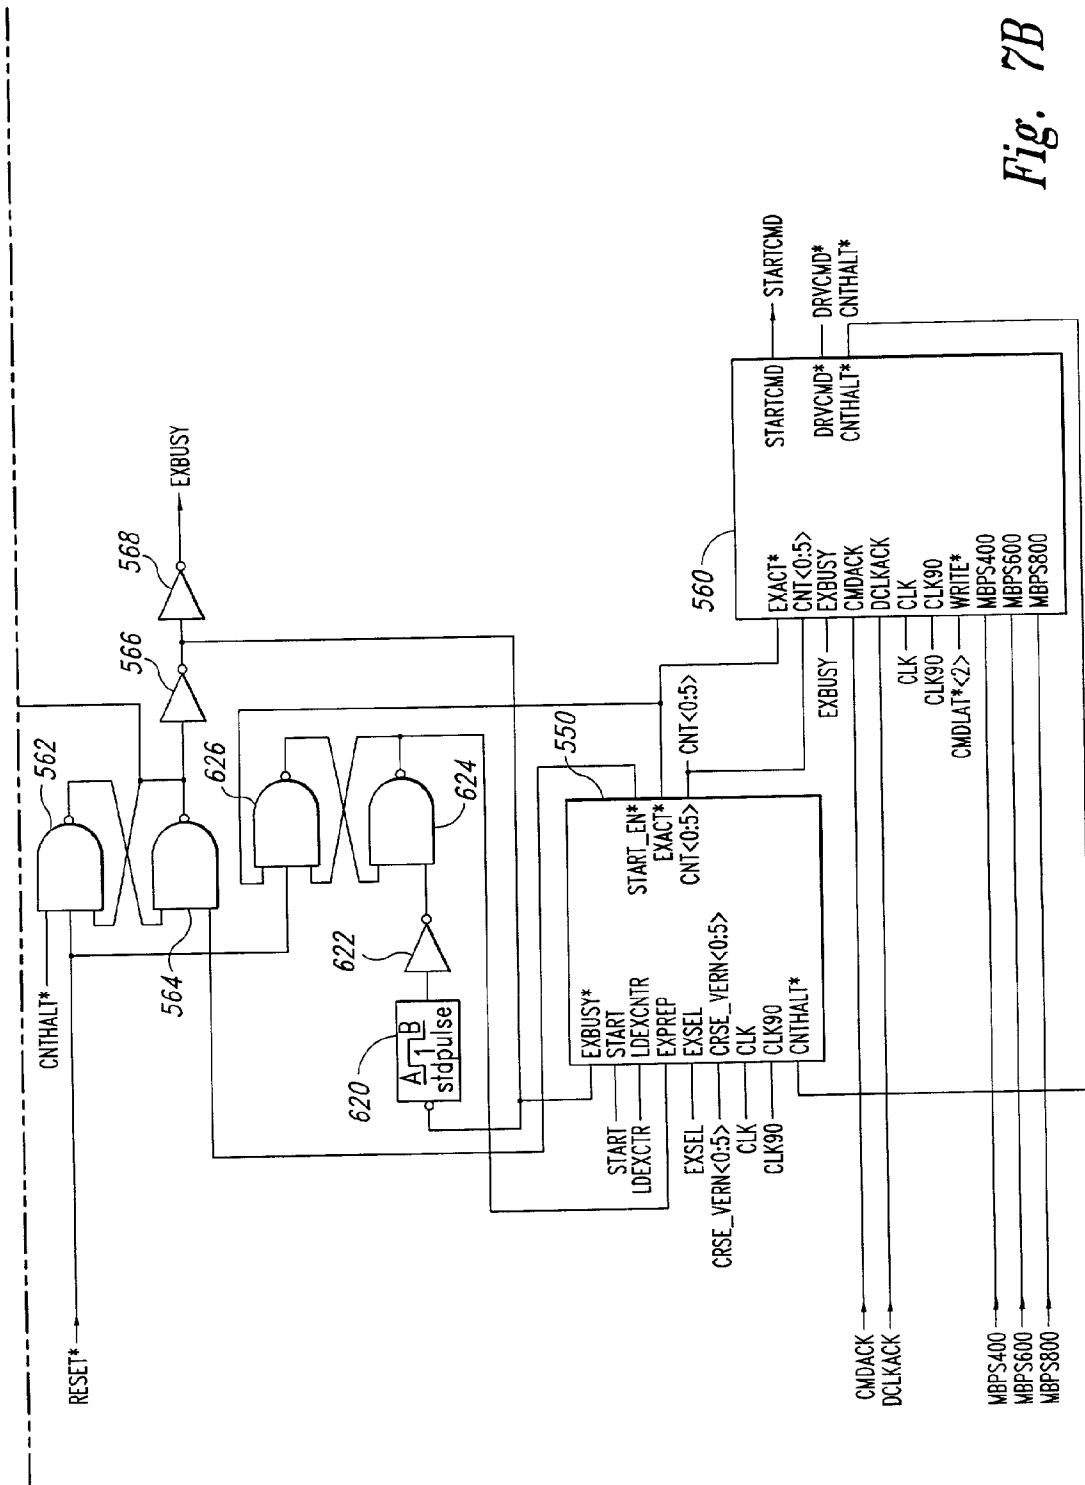 RESET*
CNTHALT*
562
564
566
568
EXBUSY
626
624
622
620
A 1 B
stdpulse
550
EXBUSY*
START
LDEXCNTR
EXPREP
EXSEL
CRSE_VERN<0:5>
CLK
CLK90
CNTHALT*
START
LDEXCTR
EXSEL
CRSE_VERN<0:5>
CLK
CLK90
START_EN*
EXACT*
CNT<0:5>
CNT<0:5>
560
EXACT*
CNT<0:5>
EXBUSY
CMDACK
DCLKACK
CLK
CLK90
WRITE*
MBPS400
MBPS600
MBPS800
EXBUSY
CLK
CLK90
CMDLAT*<2>
CMDACK
DCLKACK
MBPS400
MBPS600
MBPS800
STARTCMD
DRVCMD*
CNTHALT*
STARTCMD
DRVCMD*
CNTHALT*
Fig. 7B